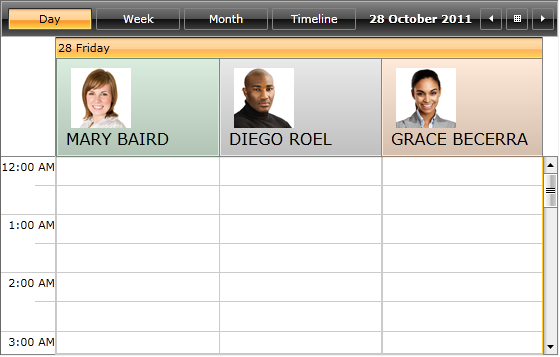 Day Week Month Timeline 28 October 2011
28 Friday
MARY BAIRD DIEGO ROEL GRACE BECERRA
12:00 AM
1:00 AM
2:00 AM
3:00 AM